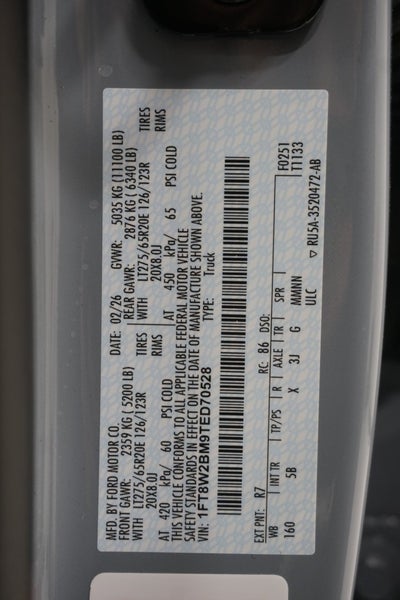 MFD. BY FORD MOTOR CO.
DATE: 02/26 GVWR: 5035 KG (11100 LB)
FRONT GAWR: 2359 KG (5200 LB) REAR GAWR: 2876 KG (6340 LB)
WITH LT275/65R20E 126/123R TIRES WITH LT275/65R20E 126/123R TIRES
20X8.0J RIMS 20X8.0J RIMS
AT 420 kPa/ 60 PSI COLD AT 450 kPa/ 65 PSI COLD
THIS VEHICLE CONFORMS TO ALL APPLICABLE FEDERAL MOTOR VEHICLE
SAFETY STANDARDS IN EFFECT ON THE DATE OF MANUFACTURE SHOWN ABOVE.
VIN: 1FT8W2BM9TED70528 TYPE: Truck
EXT PNT: R7 RC: 86 DSO: F0251
WB INT TR TP/PS R AXLE TR SPR TT133
160 5B X 3J G MMNN
ULC ▽ RU5A-3520472-AB